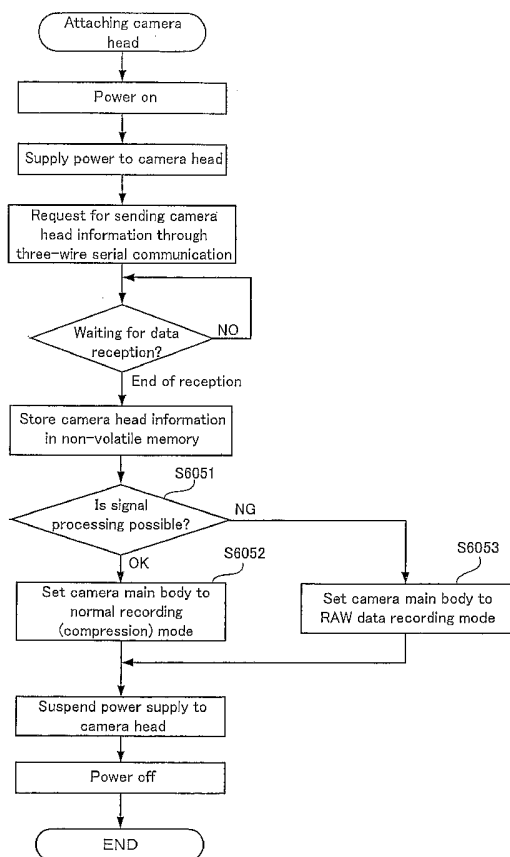 Attaching camera
head
Power on
Supply power to camera head
Request for sending camera
head information through
three-wire serial communication
Waiting for data
reception?
NO
End of reception
Store camera head information
in non-volatile memory
S6051
Is signal
processing possible?
NG
OK
S6052
S6053
Set camera main body to
normal recording
(compression) mode
Set camera main body to
RAW data recording mode
Suspend power supply to
camera head
Power off
END